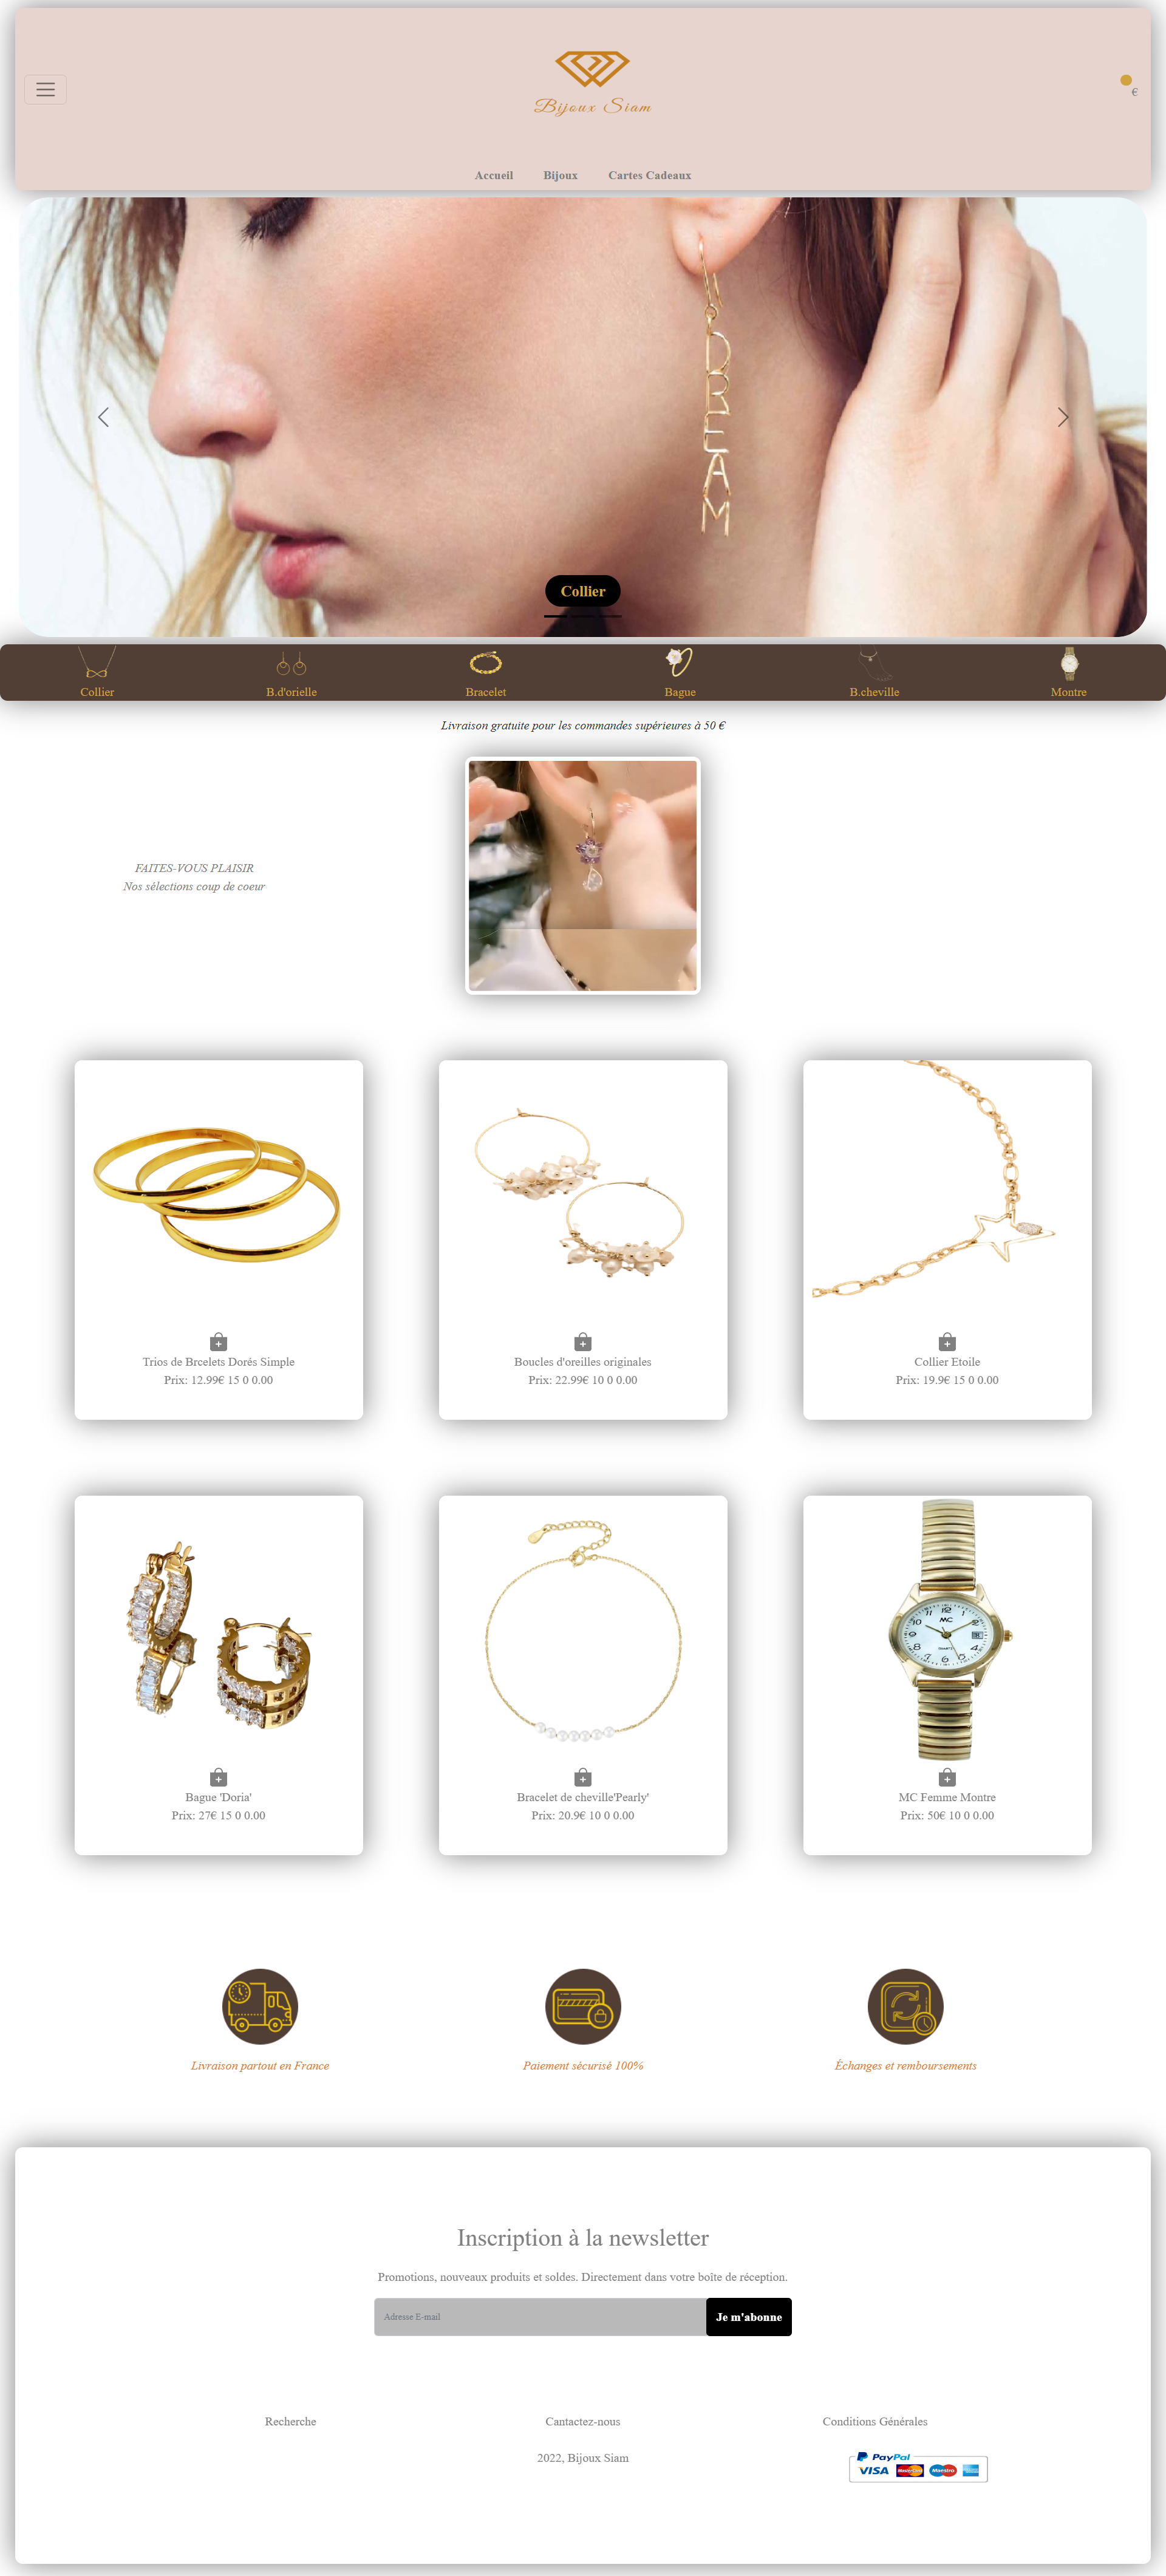 Bijoux Siam
€
Accueil Bijoux Cartes Cadeaux
DREAM
Collier
Collier B.d'orielle Bracelet Bague B.cheville Montre
Livraison gratuite pour les commandes supérieures à 50 €
FAITES-VOUS PLAISIR
Nos sélections coup de coeur
Trios de Brcelets Dorés Simple
Prix: 12.99€ 15 0 0.00
Boucles d'oreilles originales
Prix: 22.99€ 10 0 0.00
Collier Etoile
Prix: 19.9€ 15 0 0.00
Bague 'Doria'
Prix: 27€ 15 0 0.00
Bracelet de cheville'Pearly'
Prix: 20.9€ 10 0 0.00
MC
QUARTZ
MC Femme Montre
Prix: 50€ 10 0 0.00
Livraison partout en France
Paiement sécurisé 100%
Échanges et remboursements
Inscription à la newsletter
Promotions, nouveaux produits et soldes. Directement dans votre boîte de réception.
Adresse E-mail Je m'abonne
Recherche Cantactez-nous Conditions Générales
2022, Bijoux Siam
PayPal
VISA MasterCard Maestro